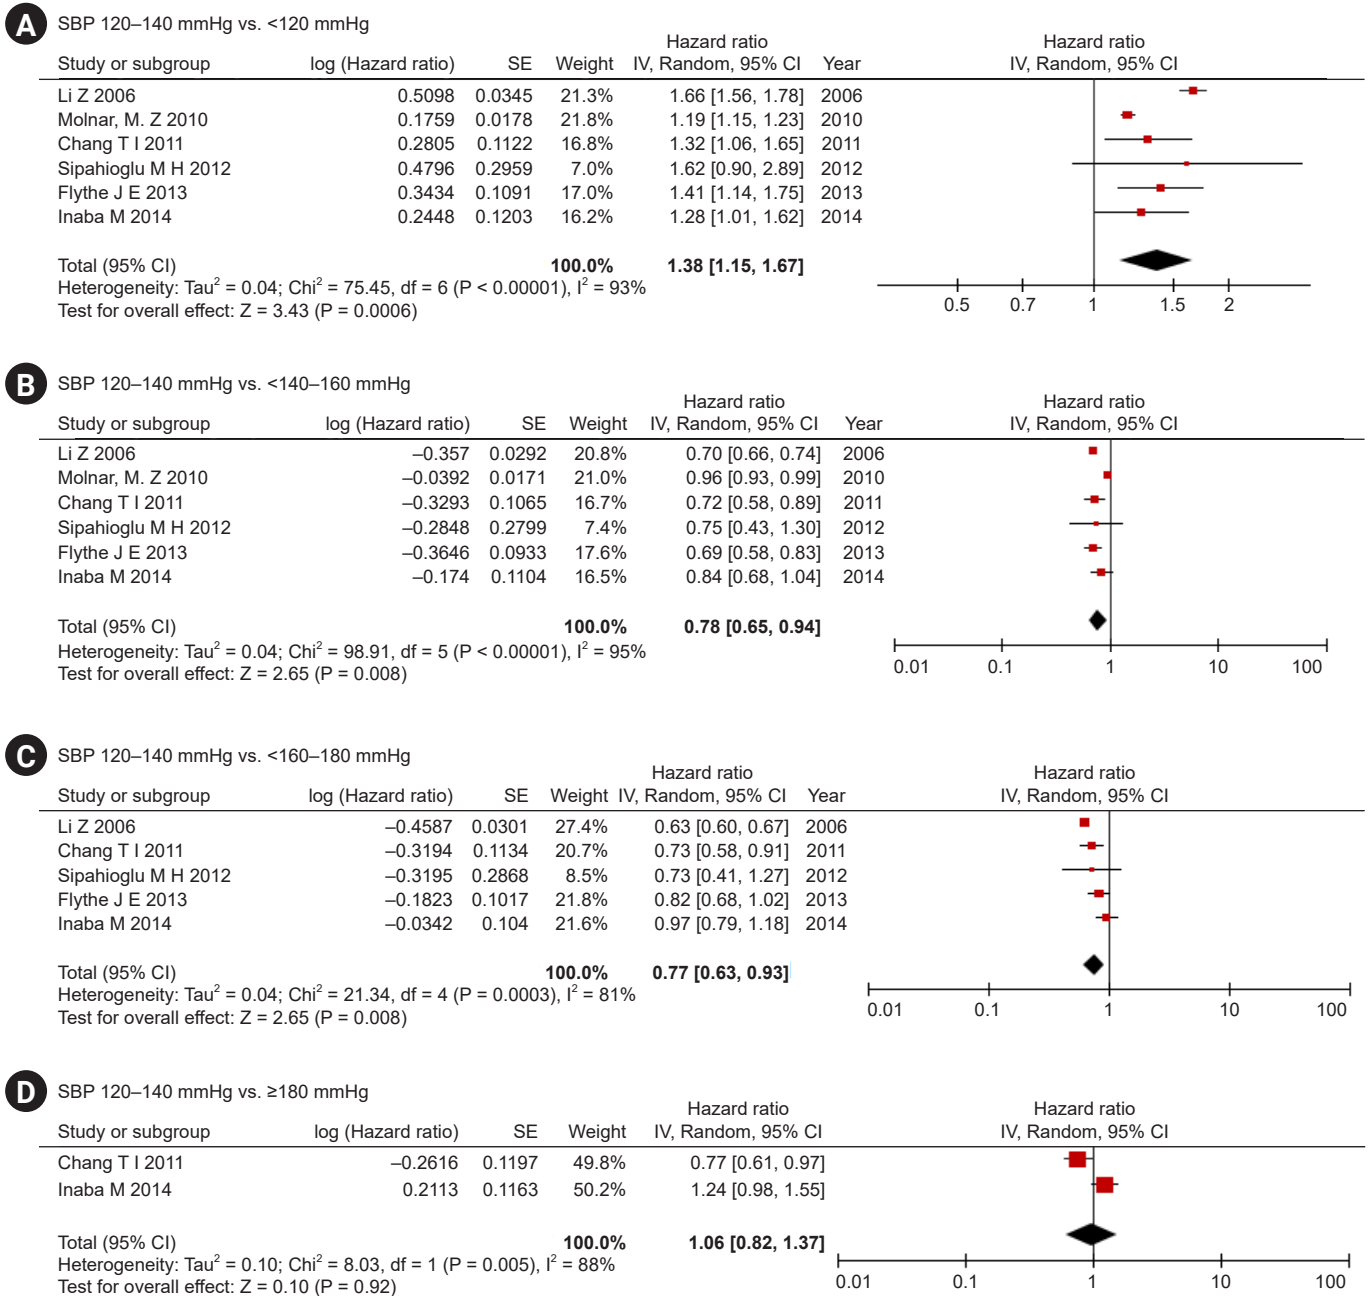 A SBP 120–140 mmHg vs. <120 mmHg
Hazard ratio Hazard ratio
Study or subgroup log (Hazard ratio) SE Weight IV, Random, 95% CI Year IV, Random, 95% CI
Li Z 2006 0.5098 0.0345 21.3% 1.66 [1.56, 1.78] 2006
Molnar, M. Z 2010 0.1759 0.0178 21.8% 1.19 [1.15, 1.23] 2010
Chang T I 2011 0.2805 0.1122 16.8% 1.32 [1.06, 1.65] 2011
Sipahioglu M H 2012 0.4796 0.2959 7.0% 1.62 [0.90, 2.89] 2012
Flythe J E 2013 0.3434 0.1091 17.0% 1.41 [1.14, 1.75] 2013
Inaba M 2014 0.2448 0.1203 16.2% 1.28 [1.01, 1.62] 2014
Total (95% CI) 100.0% 1.38 [1.15, 1.67]
Heterogeneity: Tau² = 0.04; Chi² = 75.45, df = 6 (P < 0.00001), I² = 93%
Test for overall effect: Z = 3.43 (P = 0.0006)
0.5 0.7 1 1.5 2
B SBP 120–140 mmHg vs. <140–160 mmHg
Hazard ratio Hazard ratio
Study or subgroup log (Hazard ratio) SE Weight IV, Random, 95% CI Year IV, Random, 95% CI
Li Z 2006 –0.357 0.0292 20.8% 0.70 [0.66, 0.74] 2006
Molnar, M. Z 2010 –0.0392 0.0171 21.0% 0.96 [0.93, 0.99] 2010
Chang T I 2011 –0.3293 0.1065 16.7% 0.72 [0.58, 0.89] 2011
Sipahioglu M H 2012 –0.2848 0.2799 7.4% 0.75 [0.43, 1.30] 2012
Flythe J E 2013 –0.3646 0.0933 17.6% 0.69 [0.58, 0.83] 2013
Inaba M 2014 –0.174 0.1104 16.5% 0.84 [0.68, 1.04] 2014
Total (95% CI) 100.0% 0.78 [0.65, 0.94]
Heterogeneity: Tau² = 0.04; Chi² = 98.91, df = 5 (P < 0.00001), I² = 95%
Test for overall effect: Z = 2.65 (P = 0.008)
0.01 0.1 1 10 100
C SBP 120–140 mmHg vs. <160–180 mmHg
Hazard ratio Hazard ratio
Study or subgroup log (Hazard ratio) SE Weight IV, Random, 95% CI Year IV, Random, 95% CI
Li Z 2006 –0.4587 0.0301 27.4% 0.63 [0.60, 0.67] 2006
Chang T I 2011 –0.3194 0.1134 20.7% 0.73 [0.58, 0.91] 2011
Sipahioglu M H 2012 –0.3195 0.2868 8.5% 0.73 [0.41, 1.27] 2012
Flythe J E 2013 –0.1823 0.1017 21.8% 0.82 [0.68, 1.02] 2013
Inaba M 2014 –0.0342 0.104 21.6% 0.97 [0.79, 1.18] 2014
Total (95% CI) 100.0% 0.77 [0.63, 0.93]
Heterogeneity: Tau² = 0.04; Chi² = 21.34, df = 4 (P = 0.0003), I² = 81%
Test for overall effect: Z = 2.65 (P = 0.008)
0.01 0.1 1 10 100
D SBP 120–140 mmHg vs. ≥180 mmHg
Hazard ratio Hazard ratio
Study or subgroup log (Hazard ratio) SE Weight IV, Random, 95% CI IV, Random, 95% CI
Chang T I 2011 –0.2616 0.1197 49.8% 0.77 [0.61, 0.97]
Inaba M 2014 0.2113 0.1163 50.2% 1.24 [0.98, 1.55]
Total (95% CI) 100.0% 1.06 [0.82, 1.37]
Heterogeneity: Tau² = 0.10; Chi² = 8.03, df = 1 (P = 0.005), I² = 88%
Test for overall effect: Z = 0.10 (P = 0.92)
0.01 0.1 1 10 100